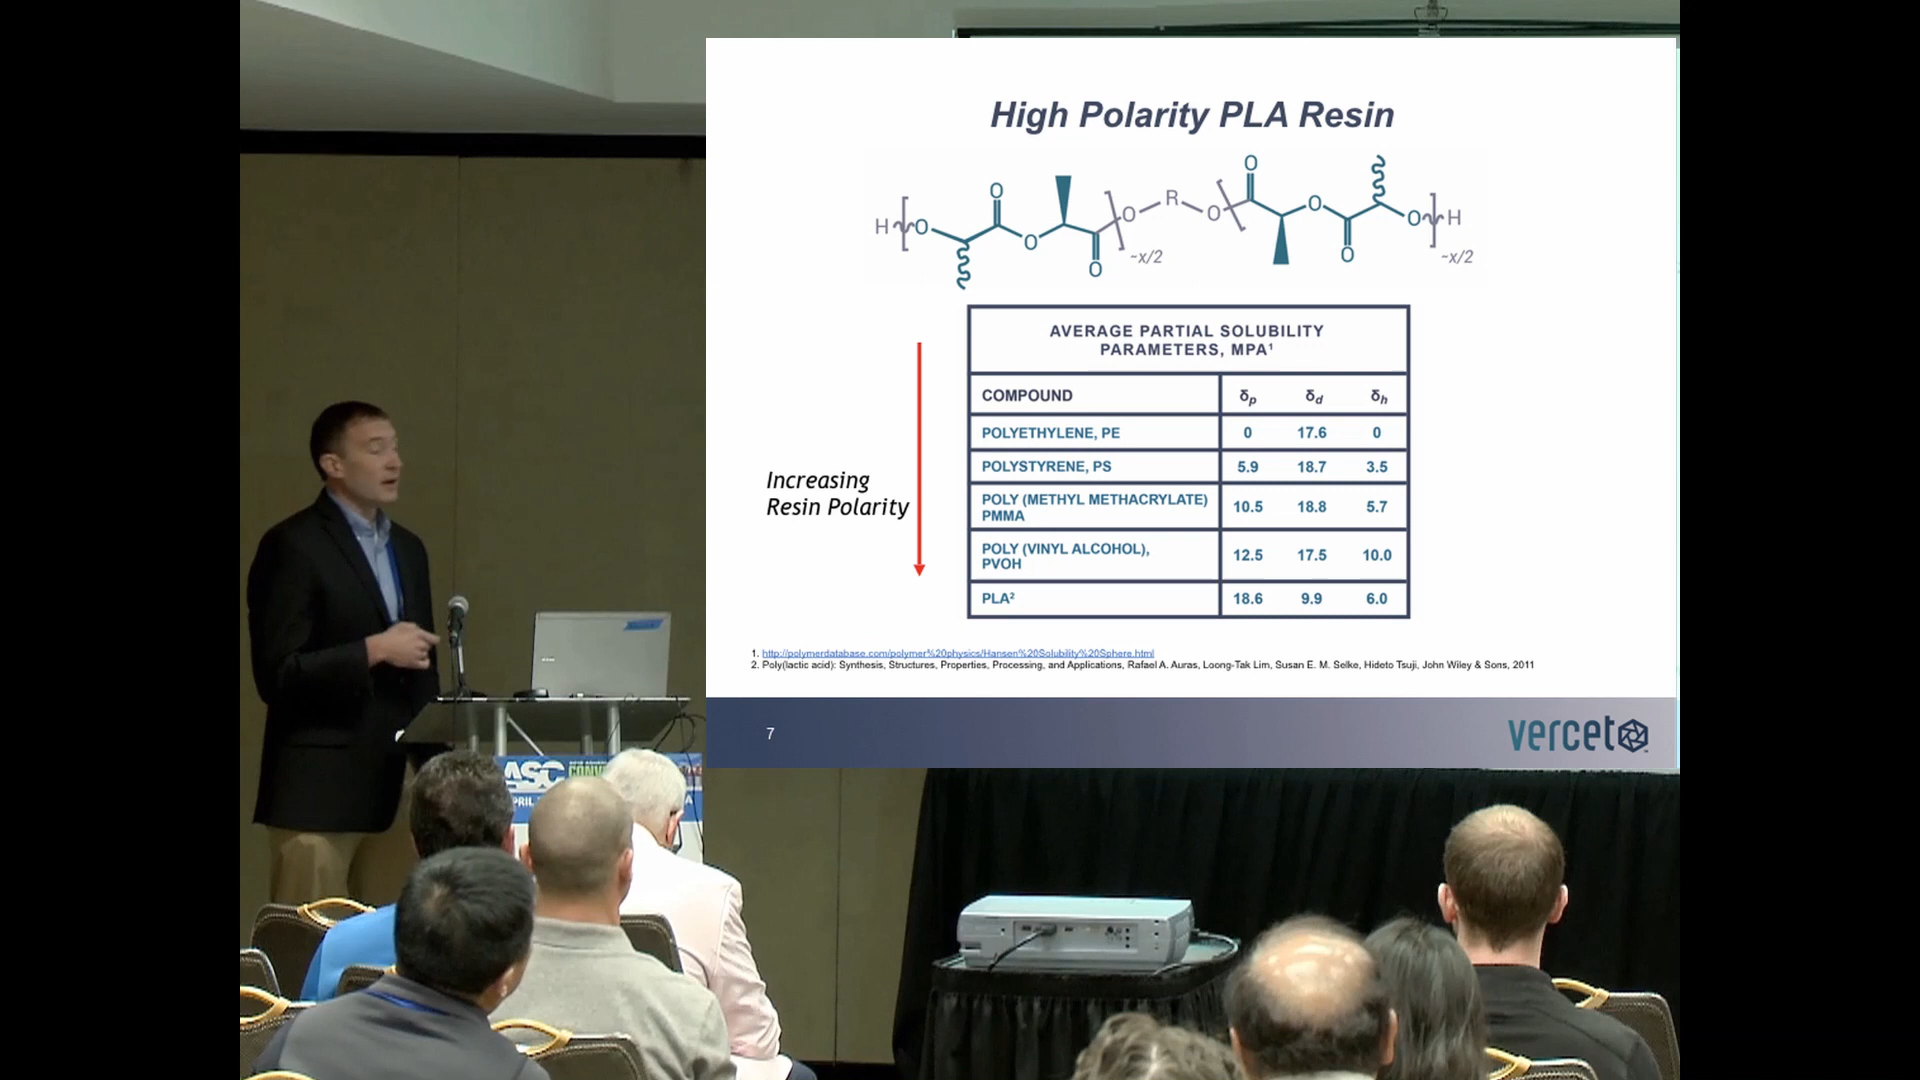 High Polarity PLA Resin
O O
H O O O R O O O H
O ~x/2 O ~x/2
AVERAGE PARTIAL SOLUBILITY
PARAMETERS, MPA¹
COMPOUND δp δd δh
POLYETHYLENE, PE 0 17.6 0
POLYSTYRENE, PS 5.9 18.7 3.5
POLY (METHYL METHACRYLATE)
PMMA 10.5 18.8 5.7
POLY (VINYL ALCOHOL),
PVOH 12.5 17.5 10.0
PLA² 18.6 9.9 6.0
Increasing
Resin Polarity
1. http://polymerdatabase.com/polymer%20physics/Hansen%20Solubility%20Sphere.html
2. Poly(lactic acid): Synthesis, Structures, Properties, Processing, and Applications, Rafael A. Auras, Loong-Tak Lim, Susan E. M. Selke, Hideto Tsuji, John Wiley & Sons, 2011
7
vercet
ASC